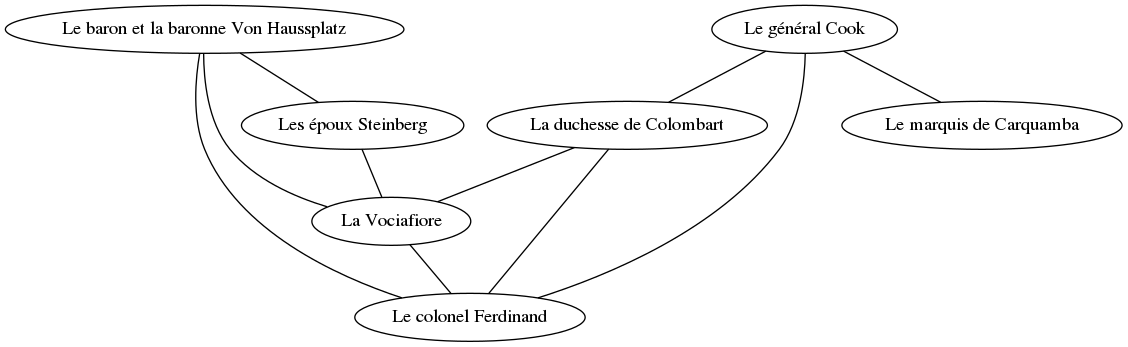 Le baron et la baronne Von Haussplatz
Le général Cook
Les époux Steinberg
La duchesse de Colombart
Le marquis de Carquamba
La Vociafiore
Le colonel Ferdinand